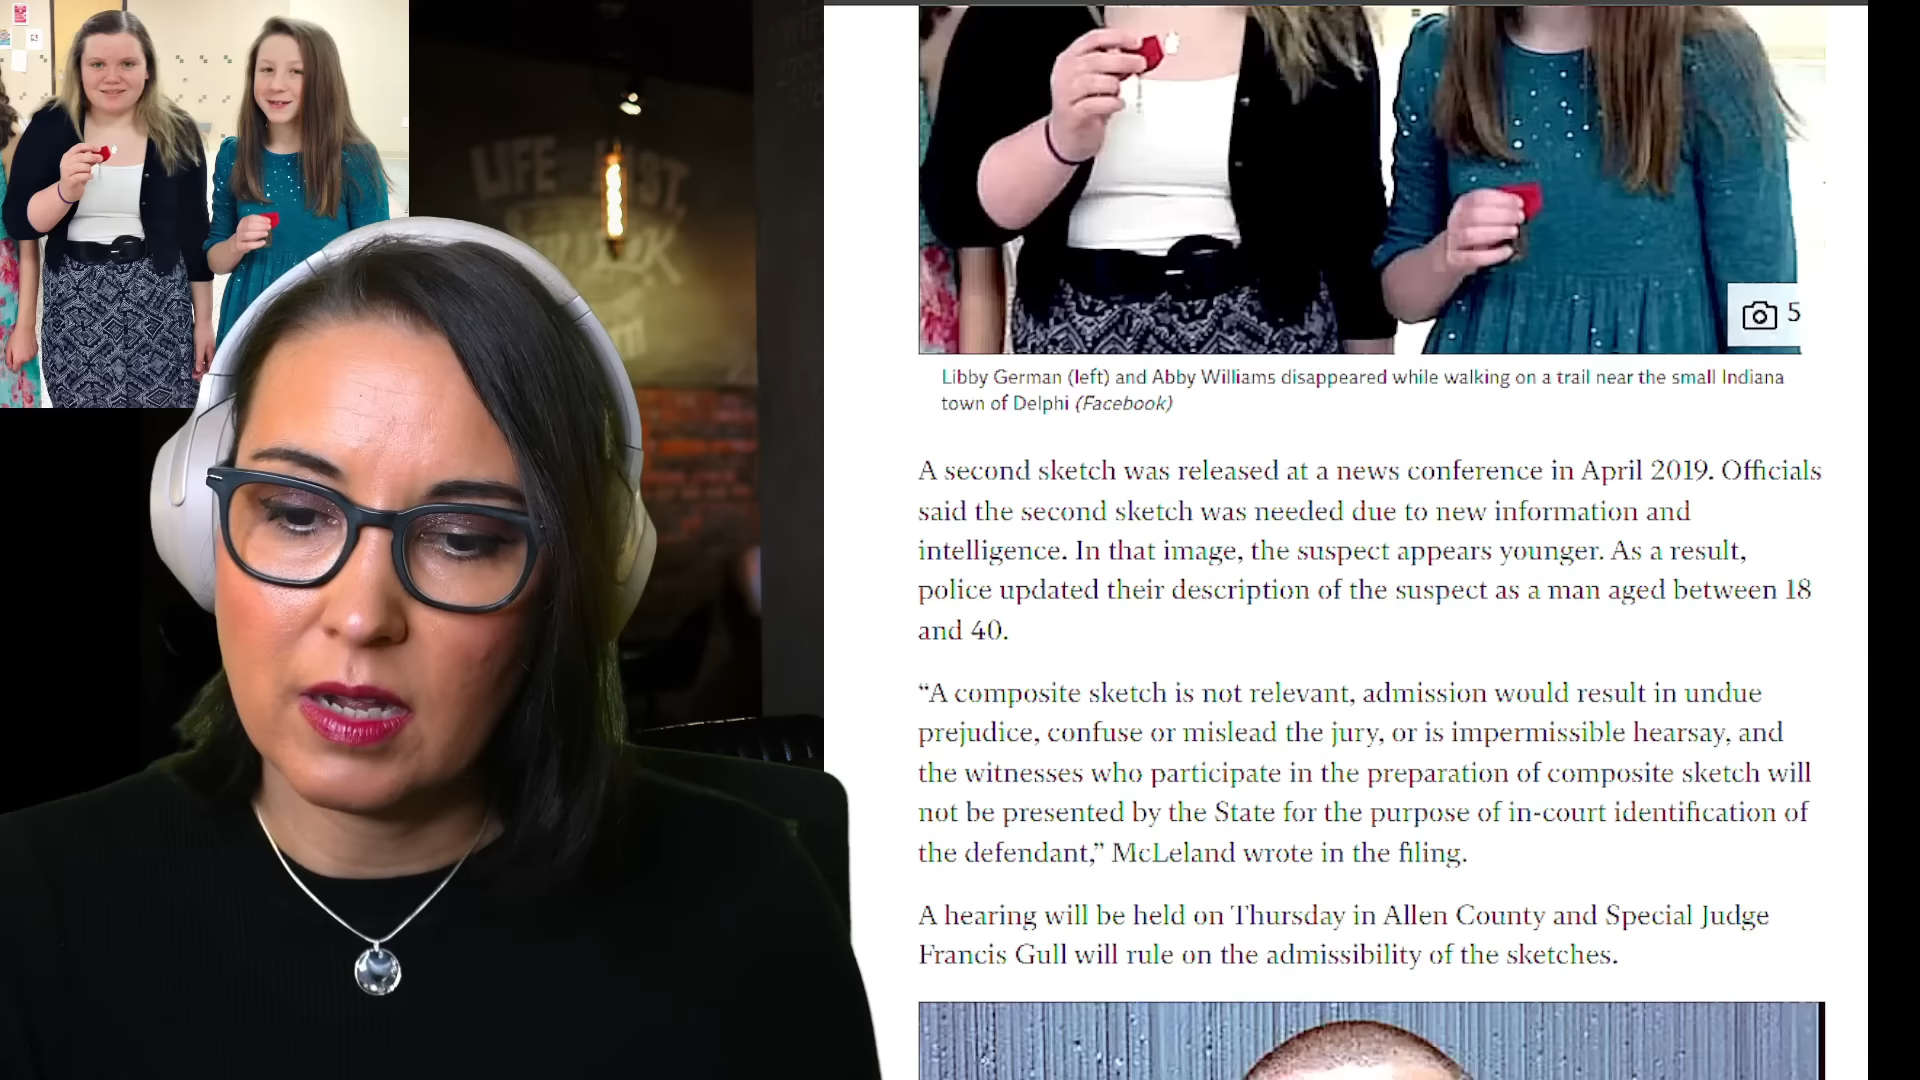 LIFE
5
Libby German (left) and Abby Williams disappeared while walking on a trail near the small Indiana
town of Delphi (Facebook)
A second sketch was released at a news conference in April 2019. Officials
said the second sketch was needed due to new information and
intelligence. In that image, the suspect appears younger. As a result,
police updated their description of the suspect as a man aged between 18
and 40.
“A composite sketch is not relevant, admission would result in undue
prejudice, confuse or mislead the jury, or is impermissible hearsay, and
the witnesses who participate in the preparation of composite sketch will
not be presented by the State for the purpose of in-court identification of
the defendant,” McLeland wrote in the filing.
A hearing will be held on Thursday in Allen County and Special Judge
Francis Gull will rule on the admissibility of the sketches.